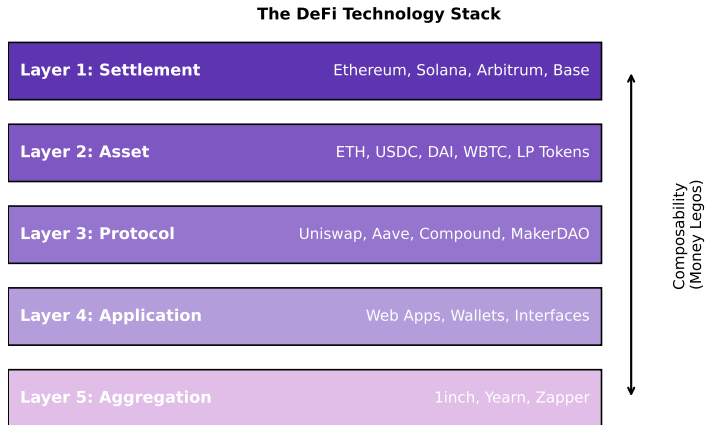 The DeFi Technology Stack
Layer 1: Settlement Ethereum, Solana, Arbitrum, Base
Layer 2: Asset ETH, USDC, DAI, WBTC, LP Tokens
Layer 3: Protocol Uniswap, Aave, Compound, MakerDAO
Layer 4: Application Web Apps, Wallets, Interfaces
Layer 5: Aggregation 1inch, Yearn, Zapper
Composability
(Money Legos)